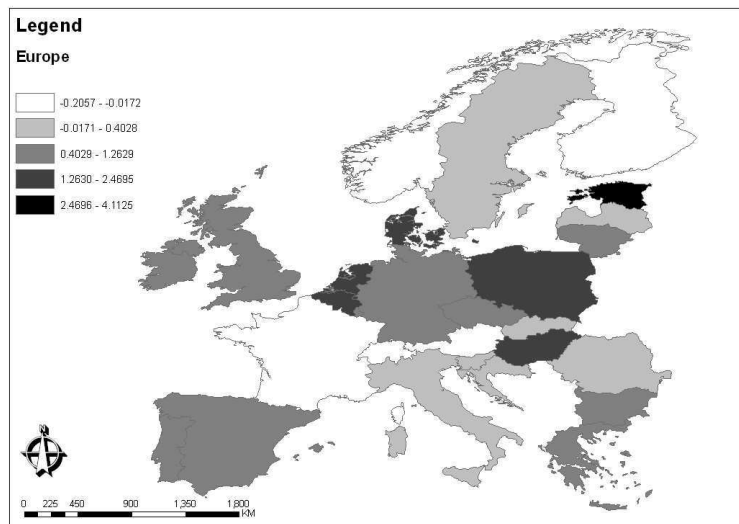 Legend
Europe
-0.2057 - -0.0172
-0.0171 - 0.4028
0.4029 - 1.2629
1.2630 - 2.4695
2.4696 - 4.1125
0 225 450 900 1,350 1,800
KM